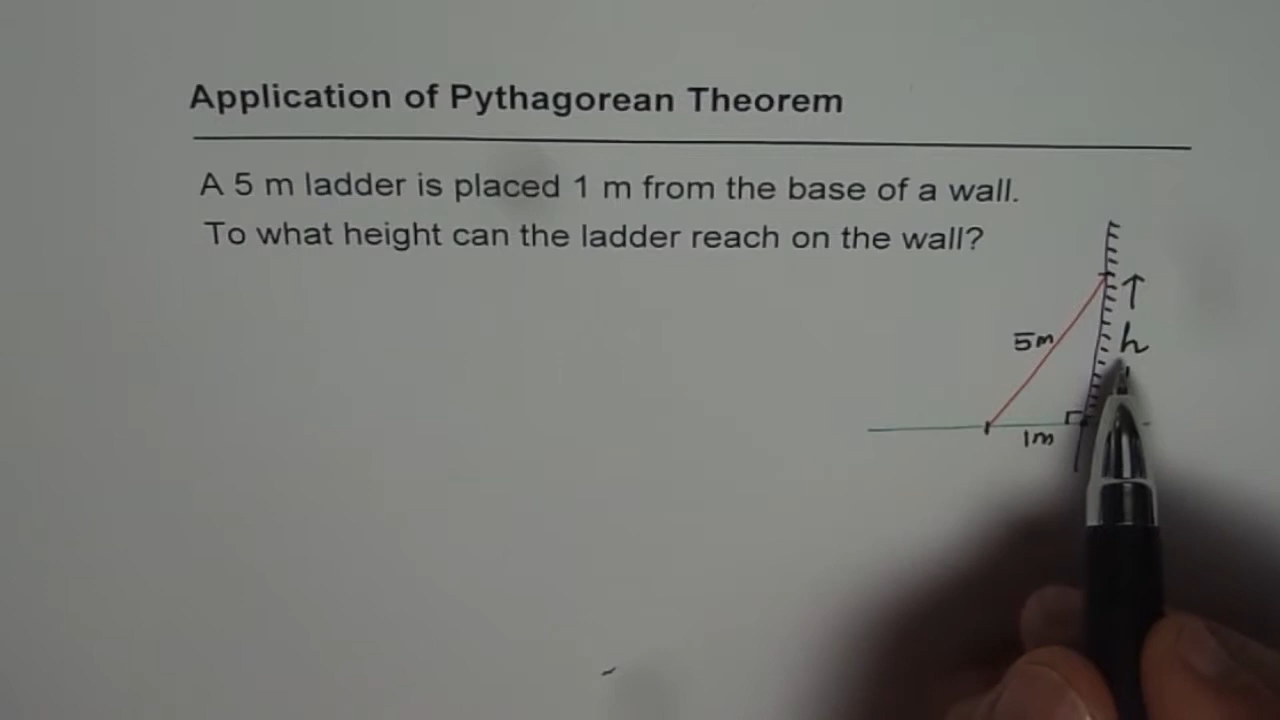 Application of Pythagorean Theorem
A 5 m ladder is placed 1 m from the base of a wall.
To what height can the ladder reach on the wall?
5m
h
1m